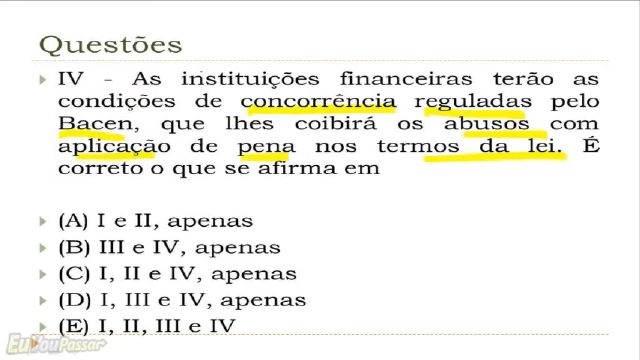 Questões
IV - As instituições financeiras terão as
condições de concorrência reguladas pelo
Bacen, que lhes coibirá os abusos com
aplicação de pena nos termos da lei. É
correto o que se afirma em
(A) I e II, apenas
(B) III e IV, apenas
(C) I, II e IV, apenas
(D) I, III e IV, apenas
(E) I, II, III e IV
EuVouPassar